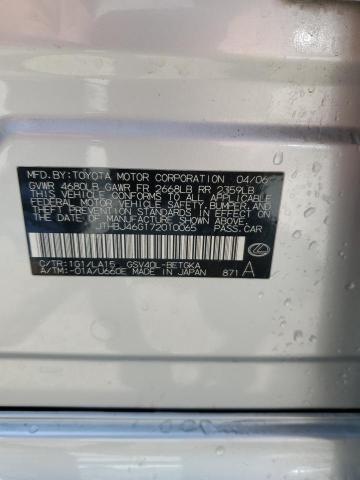 MFD.BY:TOYOTA MOTOR CORPORATION 04/06
GVWR 4680LB GAWR FR 2668LB RR 2359LB
THIS VEHICLE CONFORMS TO ALL APPLICABLE
FEDERAL MOTOR VEHICLE SAFETY, BUMPER, AND
THEFT PREVENTION STANDARDS IN EFFECT ON
THE DATE OF MANUFACTURE SHOWN ABOVE.
JTHBJ46G172010065 PASS.CAR
C/TR:1G1/LA15 GSV40L-BETGKA
A/TM:-01A/U660E MADE IN JAPAN 871 A